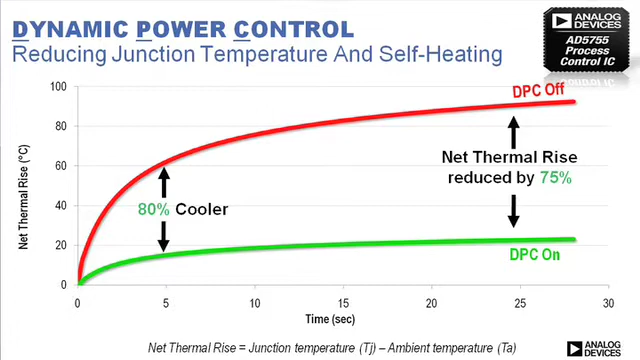 DYNAMIC POWER CONTROL
Reducing Junction Temperature And Self-Heating
ANALOG
DEVICES
AD5755
Process
Control IC
100
80
60
40
20
0
Net Thermal Rise (°C)
DPC Off
80% Cooler
Net Thermal Rise
reduced by 75%
DPC On
0 5 10 15 20 25 30
Time (sec)
Net Thermal Rise = Junction temperature (Tj) – Ambient temperature (Ta)
ANALOG
DEVICES